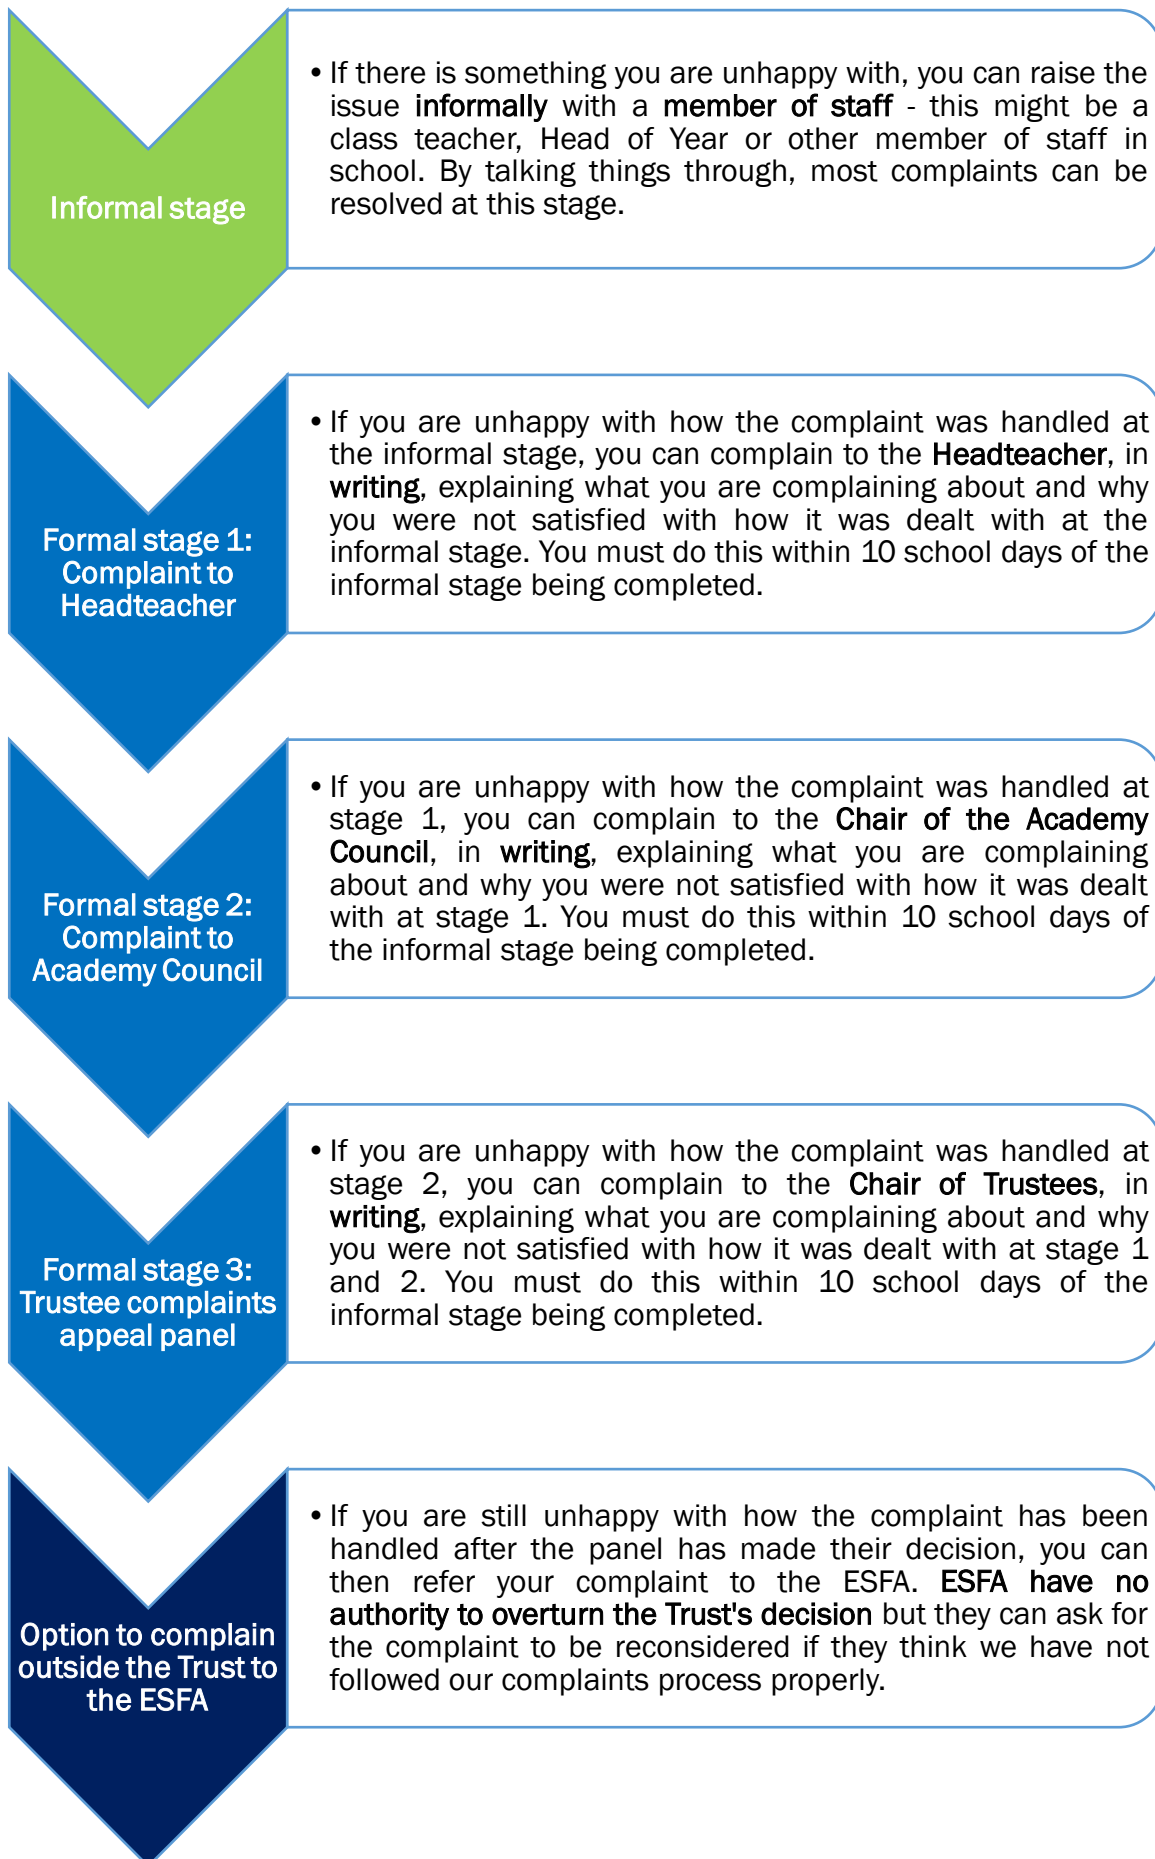 Informal stage
• If there is something you are unhappy with, you can raise the
issue informally with a member of staff - this might be a
class teacher, Head of Year or other member of staff in
school. By talking things through, most complaints can be
resolved at this stage.
Formal stage 1:
Complaint to
Headteacher
• If you are unhappy with how the complaint was handled at
the informal stage, you can complain to the Headteacher, in
writing, explaining what you are complaining about and why
you were not satisfied with how it was dealt with at the
informal stage. You must do this within 10 school days of the
informal stage being completed.
Formal stage 2:
Complaint to
Academy Council
• If you are unhappy with how the complaint was handled at
stage 1, you can complain to the Chair of the Academy
Council, in writing, explaining what you are complaining
about and why you were not satisfied with how it was dealt
with at stage 1. You must do this within 10 school days of
the informal stage being completed.
Formal stage 3:
Trustee complaints
appeal panel
• If you are unhappy with how the complaint was handled at
stage 2, you can complain to the Chair of Trustees, in
writing, explaining what you are complaining about and why
you were not satisfied with how it was dealt with at stage 1
and 2. You must do this within 10 school days of the
informal stage being completed.
Option to complain
outside the Trust to
the ESFA
• If you are still unhappy with how the complaint has been
handled after the panel has made their decision, you can
then refer your complaint to the ESFA. ESFA have no
authority to overturn the Trust's decision but they can ask for
the complaint to be reconsidered if they think we have not
followed our complaints process properly.